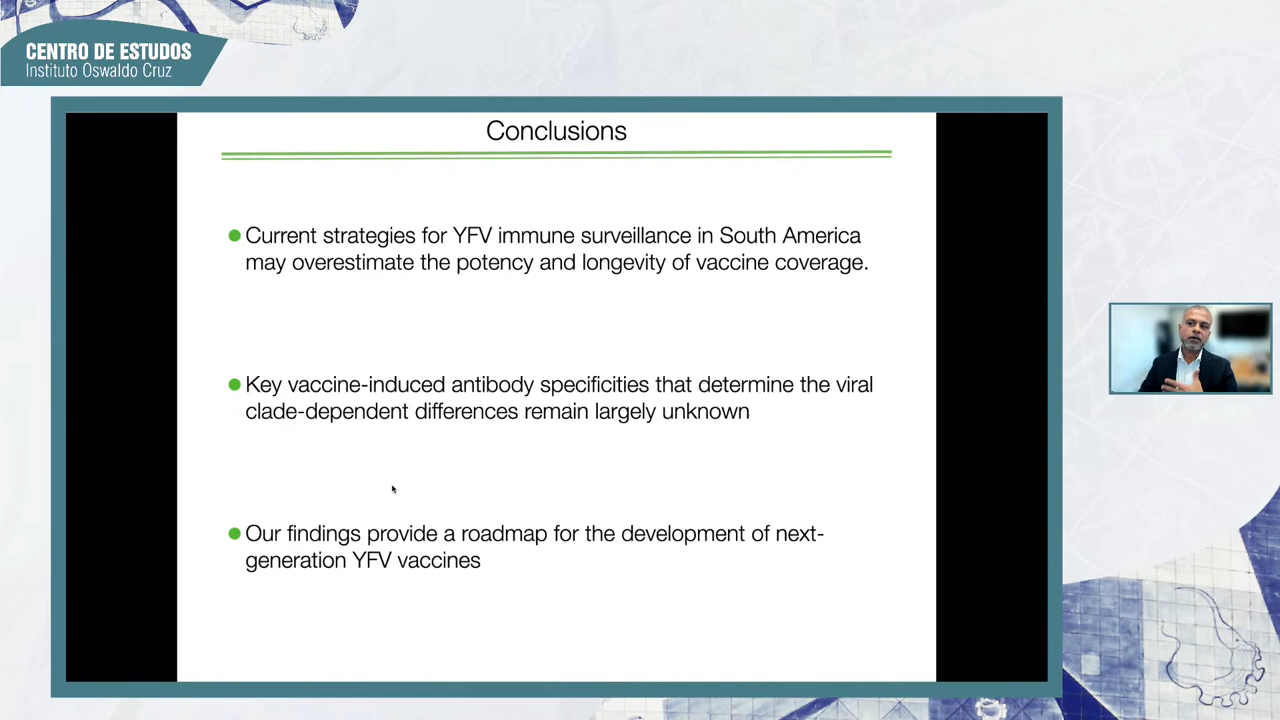 CENTRO DE ESTUDOS
Instituto Oswaldo Cruz
Conclusions
Current strategies for YFV immune surveillance in South America
may overestimate the potency and longevity of vaccine coverage.
Key vaccine-induced antibody specificities that determine the viral
clade-dependent differences remain largely unknown
Our findings provide a roadmap for the development of next-
generation YFV vaccines